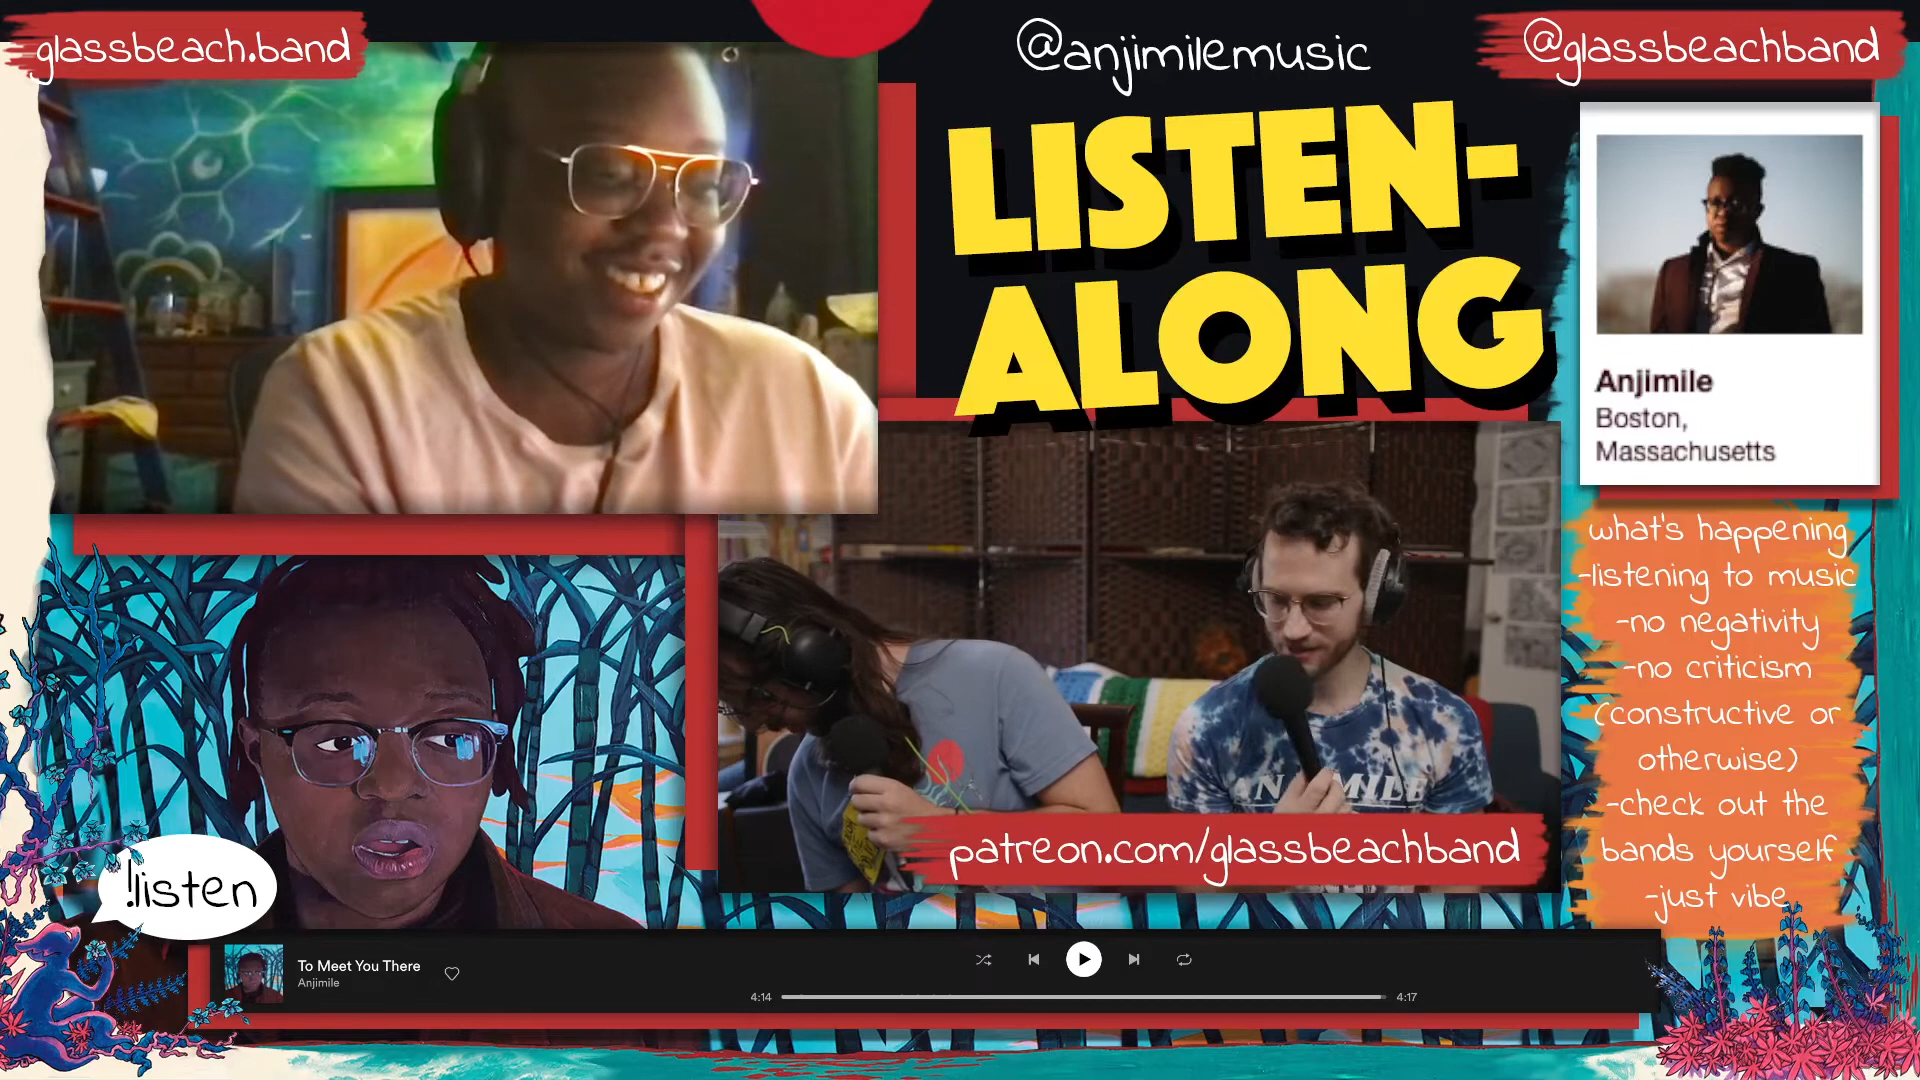 glassbeach.band
@anjimilemusic
@glassbeachband
LISTEN-
ALONG
Anjimile
Boston,
Massachusetts
what's happening
-listening to music
-no negativity
-no criticism
(constructive or
otherwise)
-check out the
bands yourself
-just vibe
patreon.com/glassbeachband
!listen
To Meet You There
Anjimile
4:14
4:17